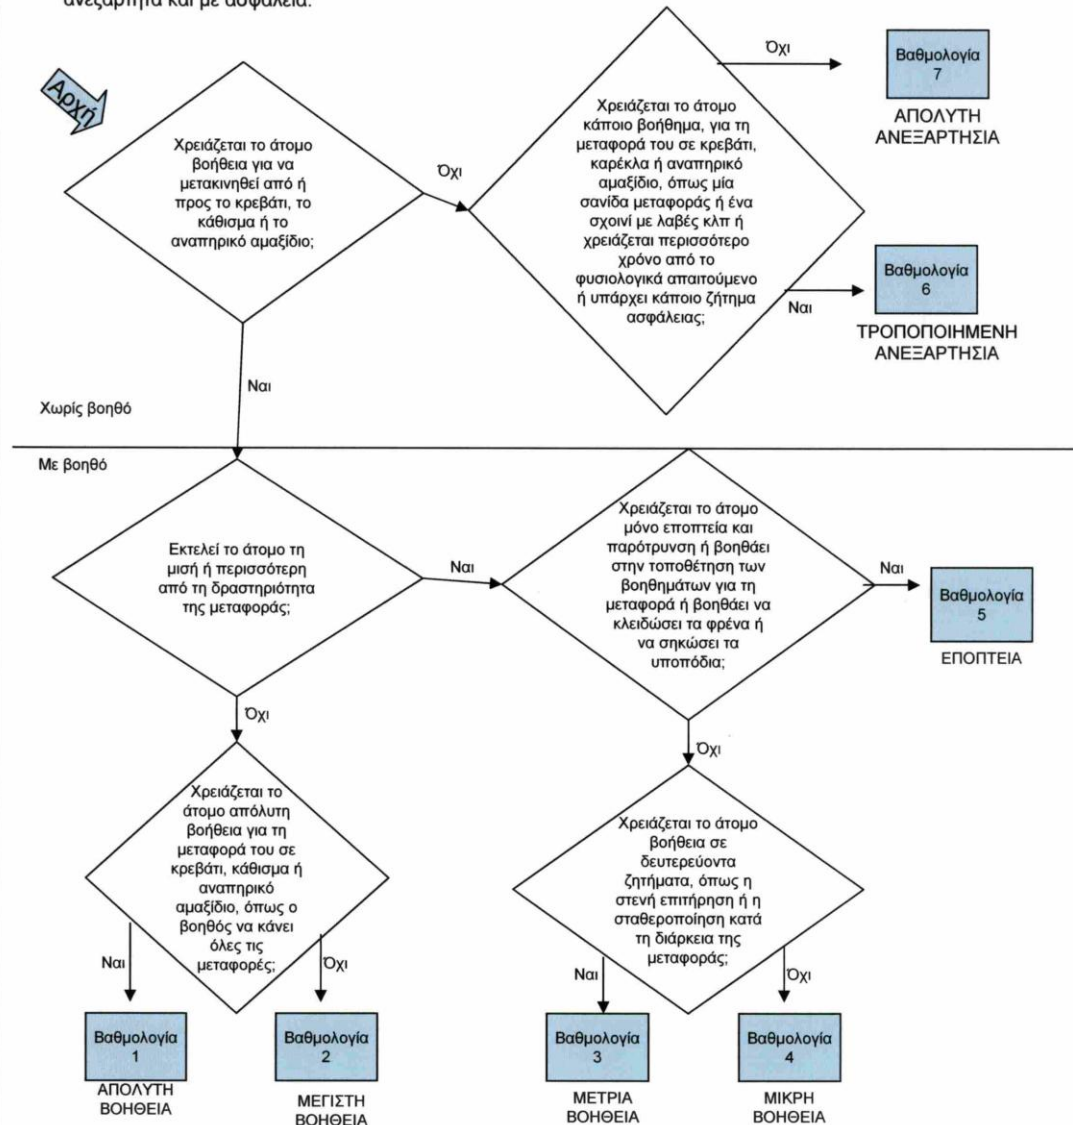 ανεξάρτητα και με ασφάλεια.
Αρχή
Χρειάζεται το άτομο
βοήθεια για να
μετακινηθεί από ή
προς το κρεβάτι, το
κάθισμα ή το
αναπηρικό αμαξίδιο;
Όχι
Χρειάζεται το άτομο
κάποιο βοήθημα, για τη
μεταφορά του σε κρεβάτι,
καρέκλα ή αναπηρικό
αμαξίδιο, όπως μία
σανίδα μεταφοράς ή ένα
σχοινί με λαβές κλπ ή
χρειάζεται περισσότερο
χρόνο από το
φυσιολογικά απαιτούμενο
ή υπάρχει κάποιο ζήτημα
ασφάλειας;
Όχι
Βαθμολογία
7
ΑΠΟΛΥΤΗ
ΑΝΕΞΑΡΤΗΣΙΑ
Ναι
Βαθμολογία
6
ΤΡΟΠΟΠΟΙΗΜΕΝΗ
ΑΝΕΞΑΡΤΗΣΙΑ
Ναι
Χωρίς βοηθό
Με βοηθό
Εκτελεί το άτομο τη
μισή ή περισσότερη
από τη δραστηριότητα
της μεταφοράς;
Ναι
Χρειάζεται το άτομο
μόνο εποπτεία και
παρότρυνση ή βοηθάει
στην τοποθέτηση των
βοηθημάτων για τη
μεταφορά ή βοηθάει να
κλειδώσει τα φρένα ή
να σηκώσει τα
υποπόδια;
Ναι
Βαθμολογία
5
ΕΠΟΠΤΕΙΑ
Όχι
Χρειάζεται το
άτομο απόλυτη
βοήθεια για τη
μεταφορά του σε
κρεβάτι, κάθισμα ή
αναπηρικό
αμαξίδιο, όπως ο
βοηθός να κάνει
όλες τις
μεταφορές;
Όχι
Χρειάζεται το άτομο
βοήθεια σε
δευτερεύοντα
ζητήματα, όπως η
στενή επιτήρηση ή η
σταθεροποίηση κατά
τη διάρκεια της
μεταφοράς;
Ναι
Όχι
Ναι
Όχι
Βαθμολογία
1
ΑΠΟΛΥΤΗ
ΒΟΗΘΕΙΑ
Βαθμολογία
2
ΜΕΓΙΣΤΗ
ΒΟΗΘΕΙΑ
Βαθμολογία
3
ΜΕΤΡΙΑ
ΒΟΗΘΕΙΑ
Βαθμολογία
4
ΜΙΚΡΗ
ΒΟΗΘΕΙΑ